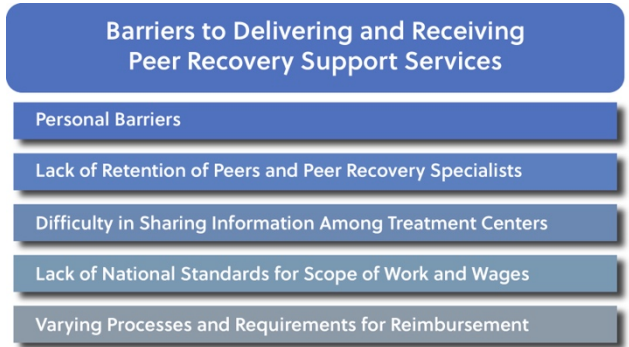 Barriers to Delivering and Receiving
Peer Recovery Support Services
Personal Barriers
Lack of Retention of Peers and Peer Recovery Specialists
Difficulty in Sharing Information Among Treatment Centers
Lack of National Standards for Scope of Work and Wages
Varying Processes and Requirements for Reimbursement